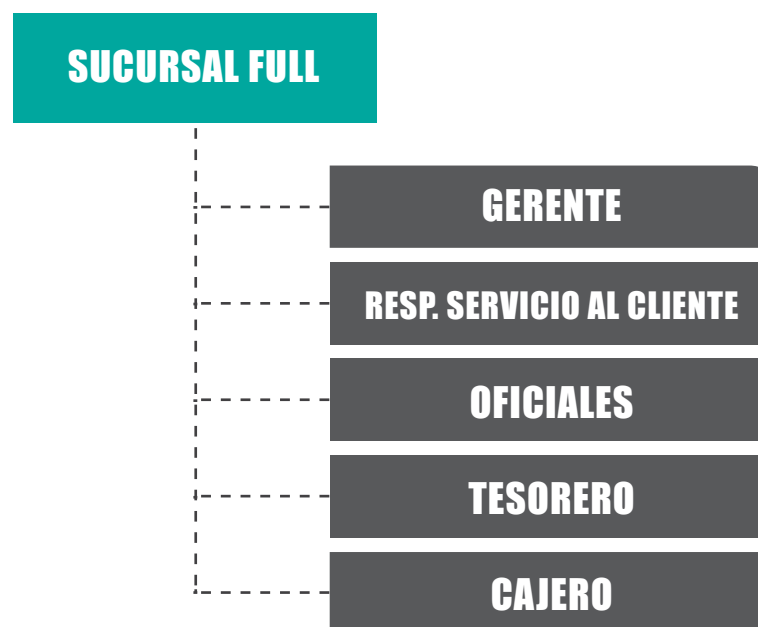 SUCURSAL FULL
GERENTE
RESP. SERVICIO AL CLIENTE
OFICIALES
TESORERO
CAJERO